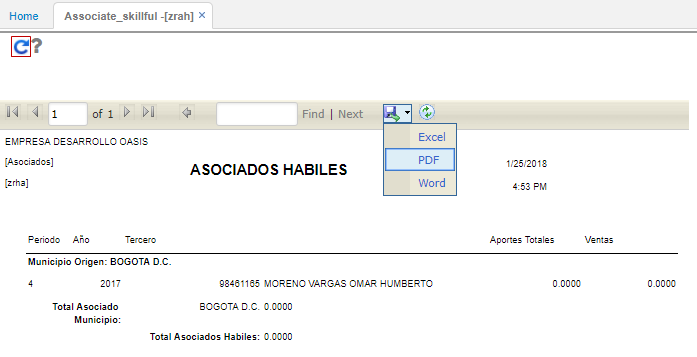 Home Associate_skillful -[zrah] ×
?
1 of 1 Find | Next
EMPRESA DESARROLLO OASIS
Excel
[Asociados]
ASOCIADOS HABILES
PDF
1/25/2018
[zrha]
Word
4:53 PM
Periodo Año Tercero Aportes Totales Ventas
Municipio Origen: BOGOTA D.C.
4 2017 98461165 MORENO VARGAS OMAR HUMBERTO 0.0000 0.0000
Total Asociado BOGOTA D.C. 0.0000
Municipio:
Total Asociados Habiles: 0.0000